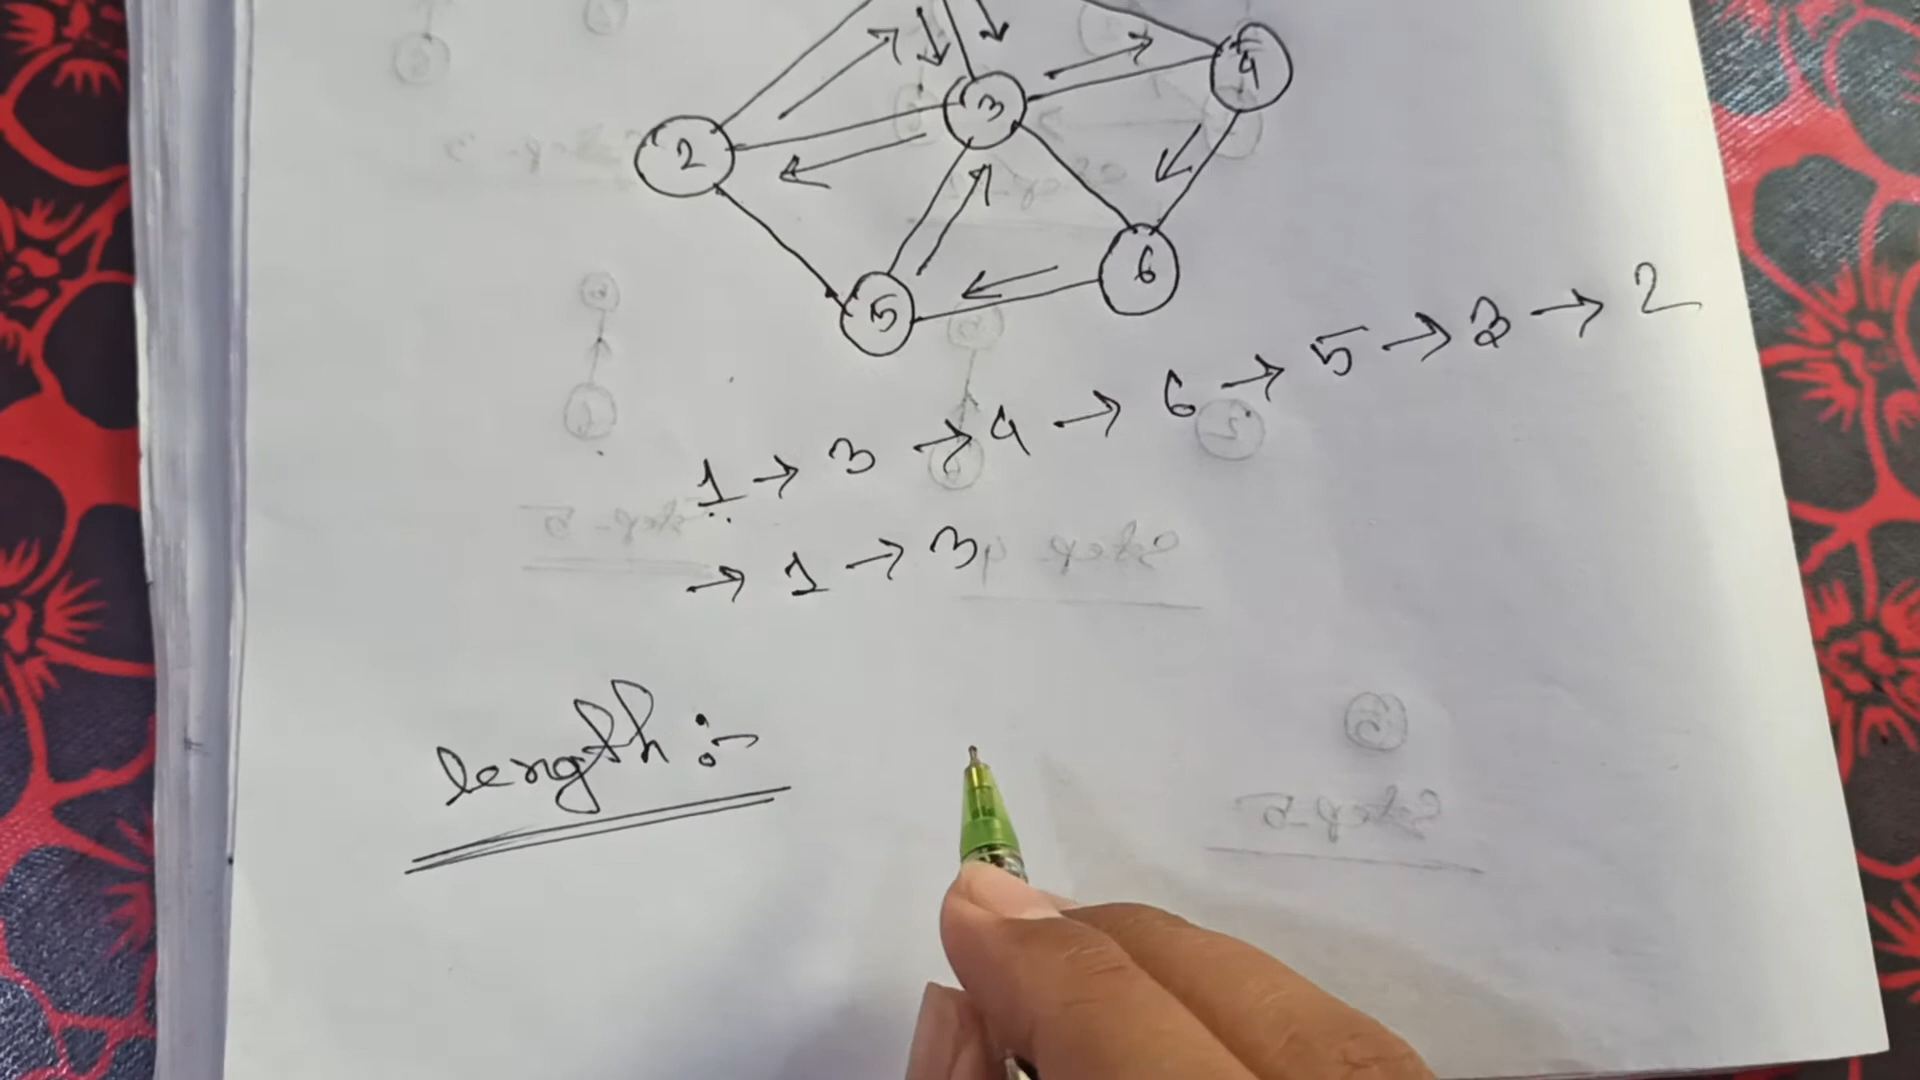 4
3
2
6
5
1 → 3 → 4 → 6 → 5 → 3 → 2
→ 1 → 3
length :-